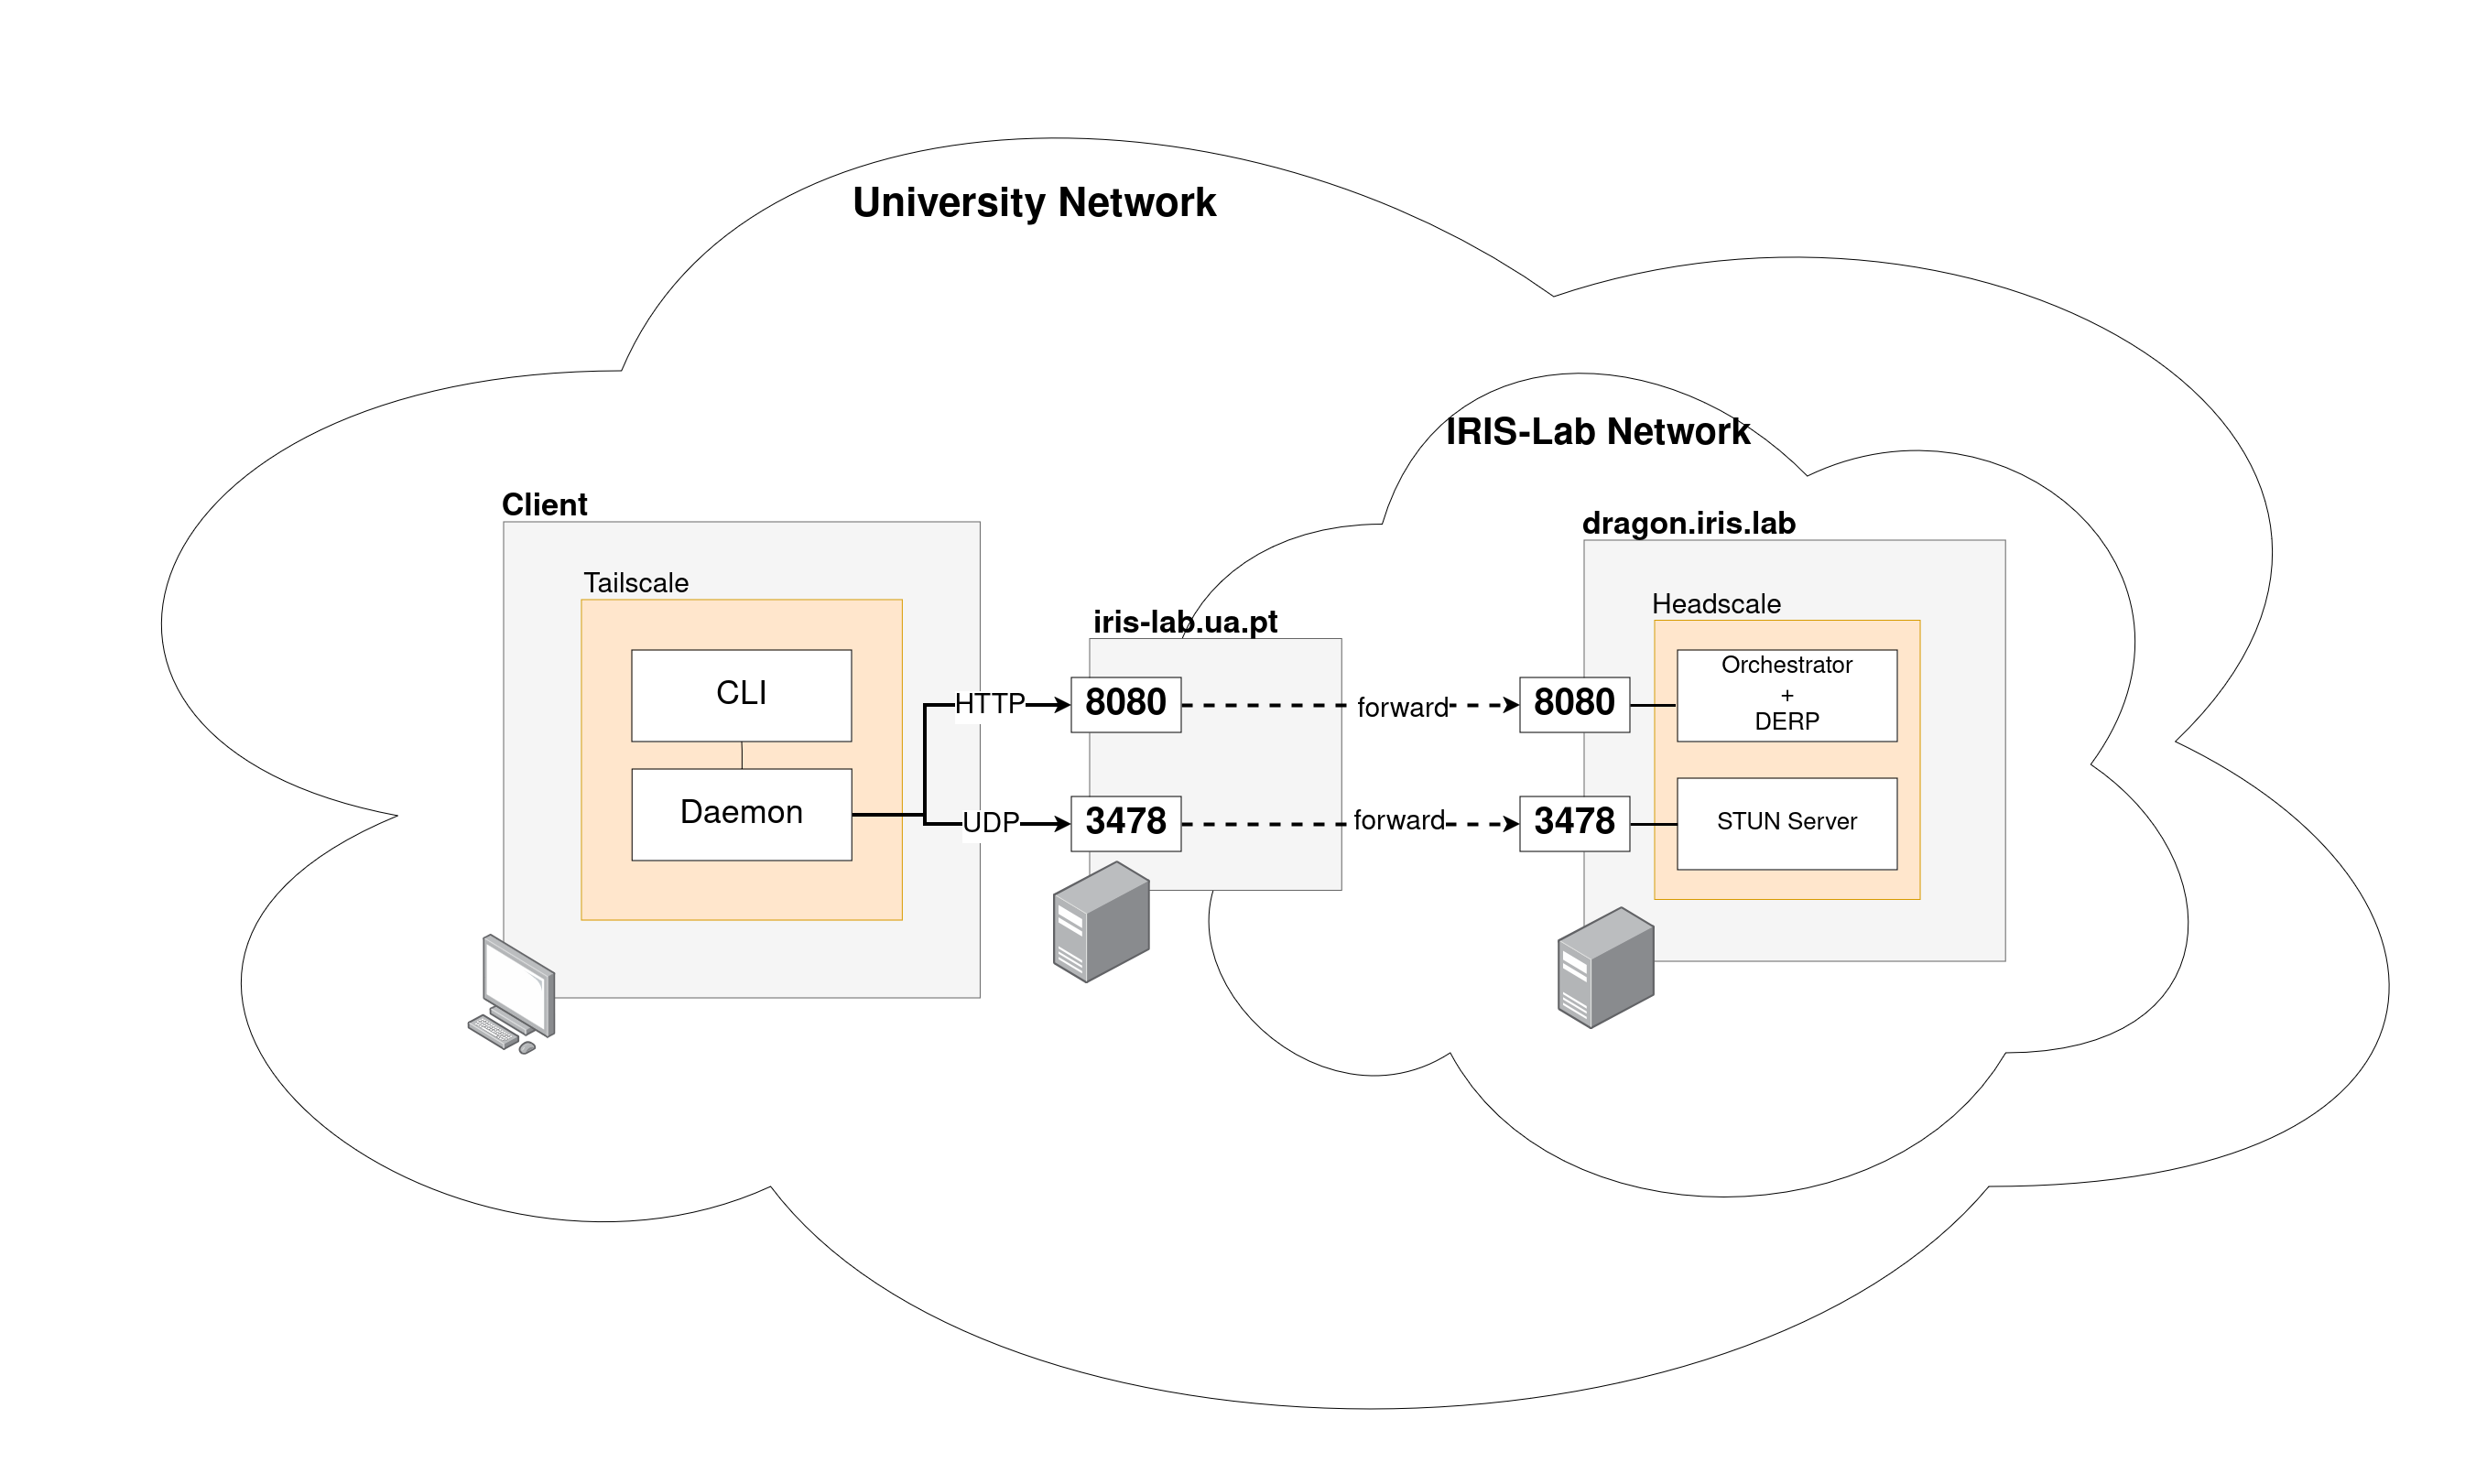 University Network
IRIS-Lab Network
Client
dragon.iris.lab
Tailscale
Headscale
iris-lab.ua.pt
CLI
HTTP
8080
forward
8080
Orchestrator
+
DERP
Daemon
UDP
3478
forward
3478
STUN Server